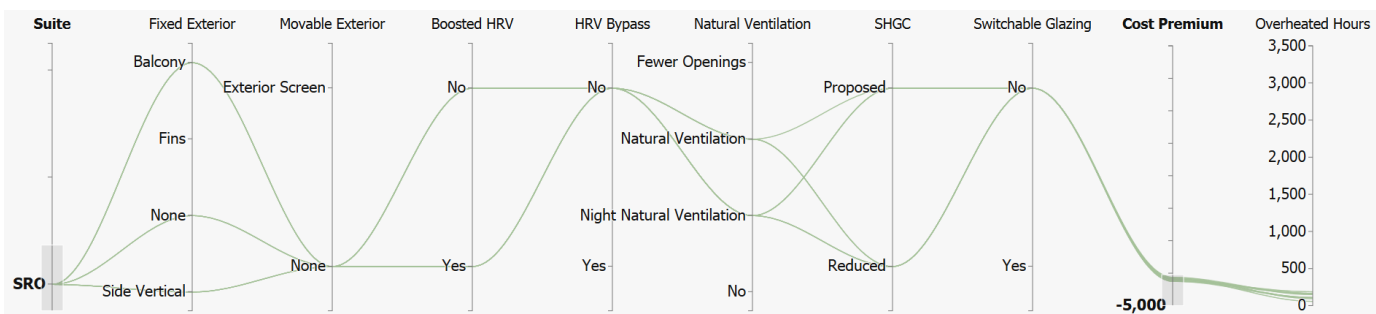 Suite Fixed Exterior Movable Exterior Boosted HRV HRV Bypass Natural Ventilation SHGC Switchable Glazing Cost Premium Overheated Hours
3,500
Balcony Fewer Openings
Exterior Screen No No Proposed No 3,000
2,500
Fins Natural Ventilation
2,000
1,500
None Night Natural Ventilation
1,000
None Yes Yes Reduced Yes 500
SRO Side Vertical No
-5,000 0